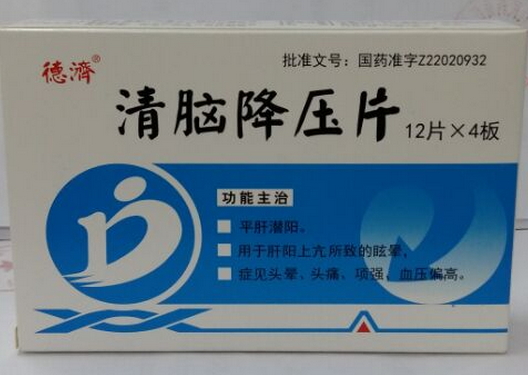 德濟®
批准文号：国药准字Z22020932
清脑降压片
12片×4板
功能主治
平肝潜阳。
用于肝阳上亢所致的眩晕，
症见头晕、头痛、项强、血压偏高。